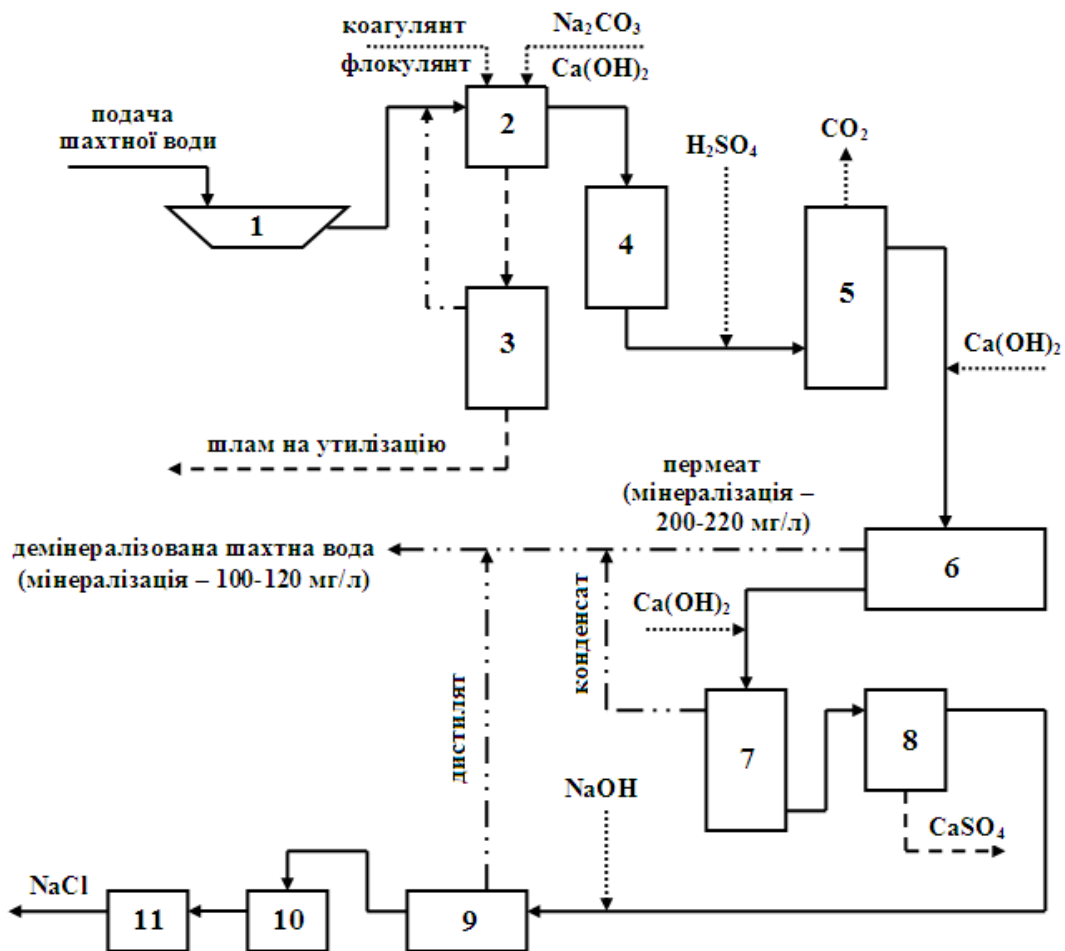 коагулянт
флокулянт
Na₂CO₃
Ca(OH)₂
подача
шахтної води
1
2
3
4
H₂SO₄
CO₂
5
Ca(OH)₂
шлам на утилізацію
пермеат
(мінералізація –
200-220 мг/л)
демінералізована шахтна вода
(мінералізація – 100-120 мг/л)
6
Ca(OH)₂
конденсат
дистилят
7
8
NaOH
CaSO₄
NaCl
11
10
9